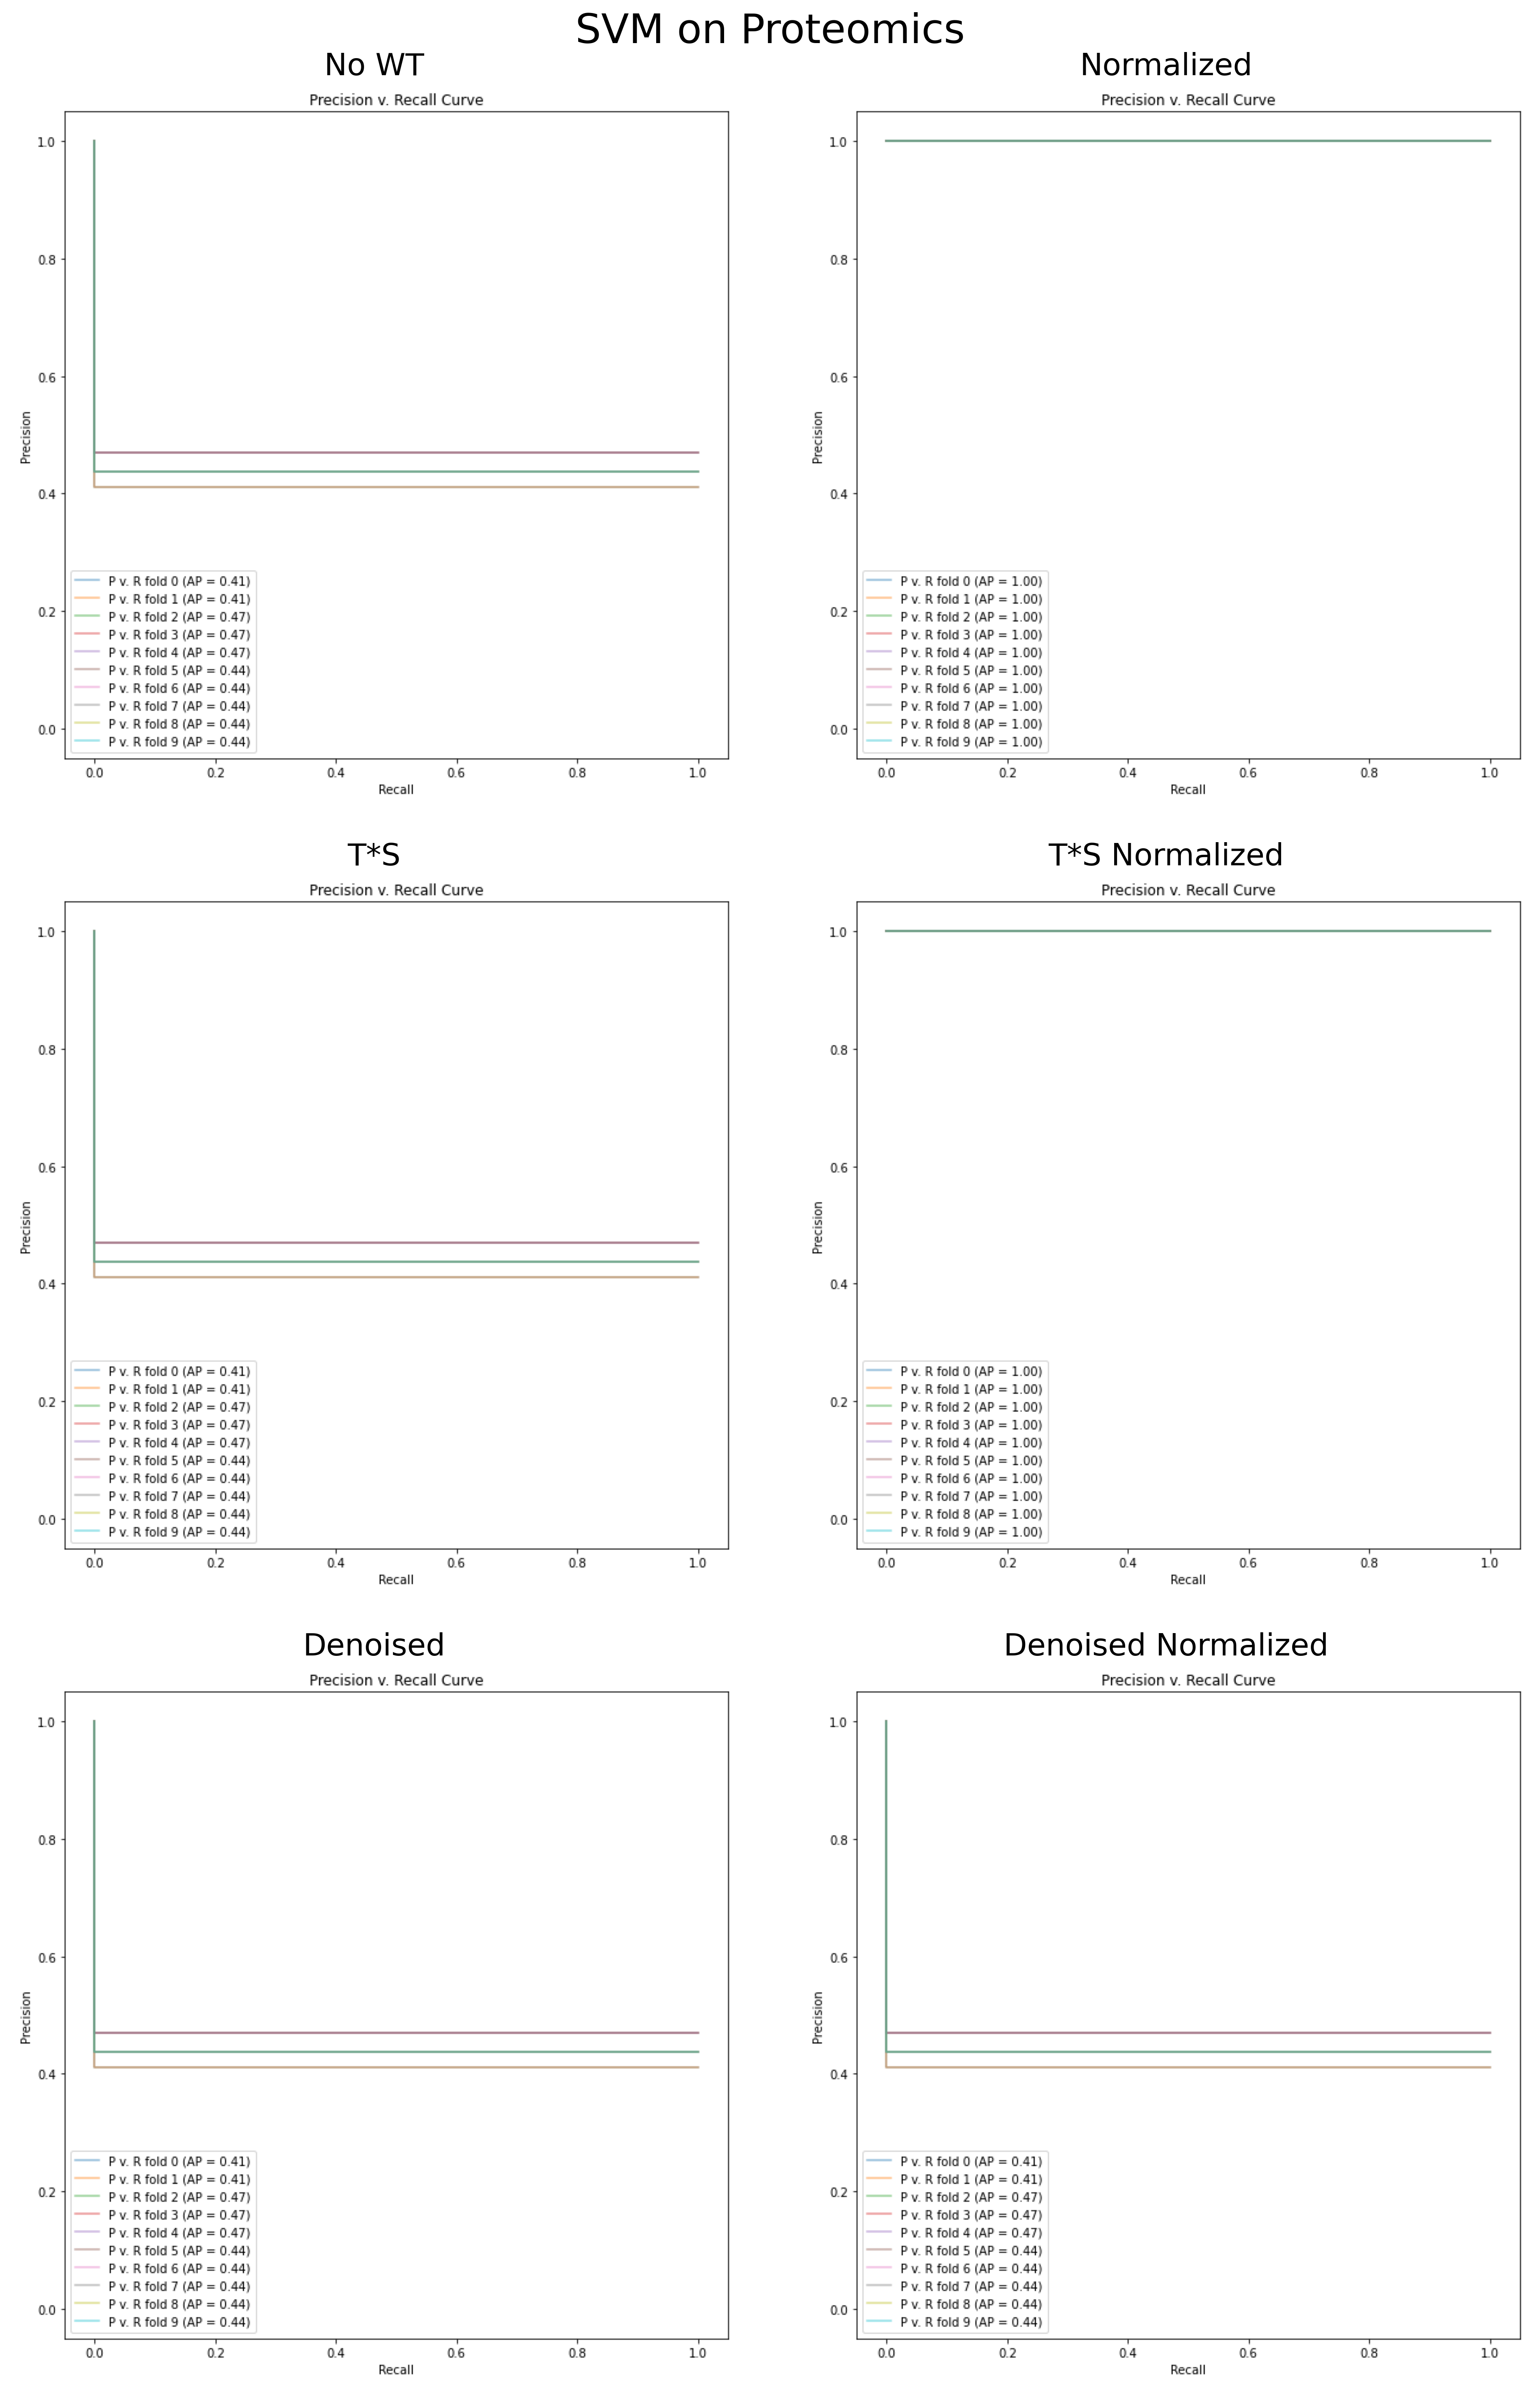 SVM on Proteomics
No WT
Precision v. Recall Curve
1.0
0.8
0.6
0.4
0.2
0.0
Precision
P v. R fold 0 (AP = 0.41)
P v. R fold 1 (AP = 0.41)
P v. R fold 2 (AP = 0.47)
P v. R fold 3 (AP = 0.47)
P v. R fold 4 (AP = 0.47)
P v. R fold 5 (AP = 0.44)
P v. R fold 6 (AP = 0.44)
P v. R fold 7 (AP = 0.44)
P v. R fold 8 (AP = 0.44)
P v. R fold 9 (AP = 0.44)
0.0 0.2 0.4 0.6 0.8 1.0
Recall
Normalized
Precision v. Recall Curve
1.0
0.8
0.6
0.4
0.2
0.0
Precision
P v. R fold 0 (AP = 1.00)
P v. R fold 1 (AP = 1.00)
P v. R fold 2 (AP = 1.00)
P v. R fold 3 (AP = 1.00)
P v. R fold 4 (AP = 1.00)
P v. R fold 5 (AP = 1.00)
P v. R fold 6 (AP = 1.00)
P v. R fold 7 (AP = 1.00)
P v. R fold 8 (AP = 1.00)
P v. R fold 9 (AP = 1.00)
0.0 0.2 0.4 0.6 0.8 1.0
Recall
T*S
Precision v. Recall Curve
1.0
0.8
0.6
0.4
0.2
0.0
Precision
P v. R fold 0 (AP = 0.41)
P v. R fold 1 (AP = 0.41)
P v. R fold 2 (AP = 0.47)
P v. R fold 3 (AP = 0.47)
P v. R fold 4 (AP = 0.47)
P v. R fold 5 (AP = 0.44)
P v. R fold 6 (AP = 0.44)
P v. R fold 7 (AP = 0.44)
P v. R fold 8 (AP = 0.44)
P v. R fold 9 (AP = 0.44)
0.0 0.2 0.4 0.6 0.8 1.0
Recall
T*S Normalized
Precision v. Recall Curve
1.0
0.8
0.6
0.4
0.2
0.0
Precision
P v. R fold 0 (AP = 1.00)
P v. R fold 1 (AP = 1.00)
P v. R fold 2 (AP = 1.00)
P v. R fold 3 (AP = 1.00)
P v. R fold 4 (AP = 1.00)
P v. R fold 5 (AP = 1.00)
P v. R fold 6 (AP = 1.00)
P v. R fold 7 (AP = 1.00)
P v. R fold 8 (AP = 1.00)
P v. R fold 9 (AP = 1.00)
0.0 0.2 0.4 0.6 0.8 1.0
Recall
Denoised
Precision v. Recall Curve
1.0
0.8
0.6
0.4
0.2
0.0
Precision
P v. R fold 0 (AP = 0.41)
P v. R fold 1 (AP = 0.41)
P v. R fold 2 (AP = 0.47)
P v. R fold 3 (AP = 0.47)
P v. R fold 4 (AP = 0.47)
P v. R fold 5 (AP = 0.44)
P v. R fold 6 (AP = 0.44)
P v. R fold 7 (AP = 0.44)
P v. R fold 8 (AP = 0.44)
P v. R fold 9 (AP = 0.44)
0.0 0.2 0.4 0.6 0.8 1.0
Recall
Denoised Normalized
Precision v. Recall Curve
1.0
0.8
0.6
0.4
0.2
0.0
Precision
P v. R fold 0 (AP = 0.41)
P v. R fold 1 (AP = 0.41)
P v. R fold 2 (AP = 0.47)
P v. R fold 3 (AP = 0.47)
P v. R fold 4 (AP = 0.47)
P v. R fold 5 (AP = 0.44)
P v. R fold 6 (AP = 0.44)
P v. R fold 7 (AP = 0.44)
P v. R fold 8 (AP = 0.44)
P v. R fold 9 (AP = 0.44)
0.0 0.2 0.4 0.6 0.8 1.0
Recall